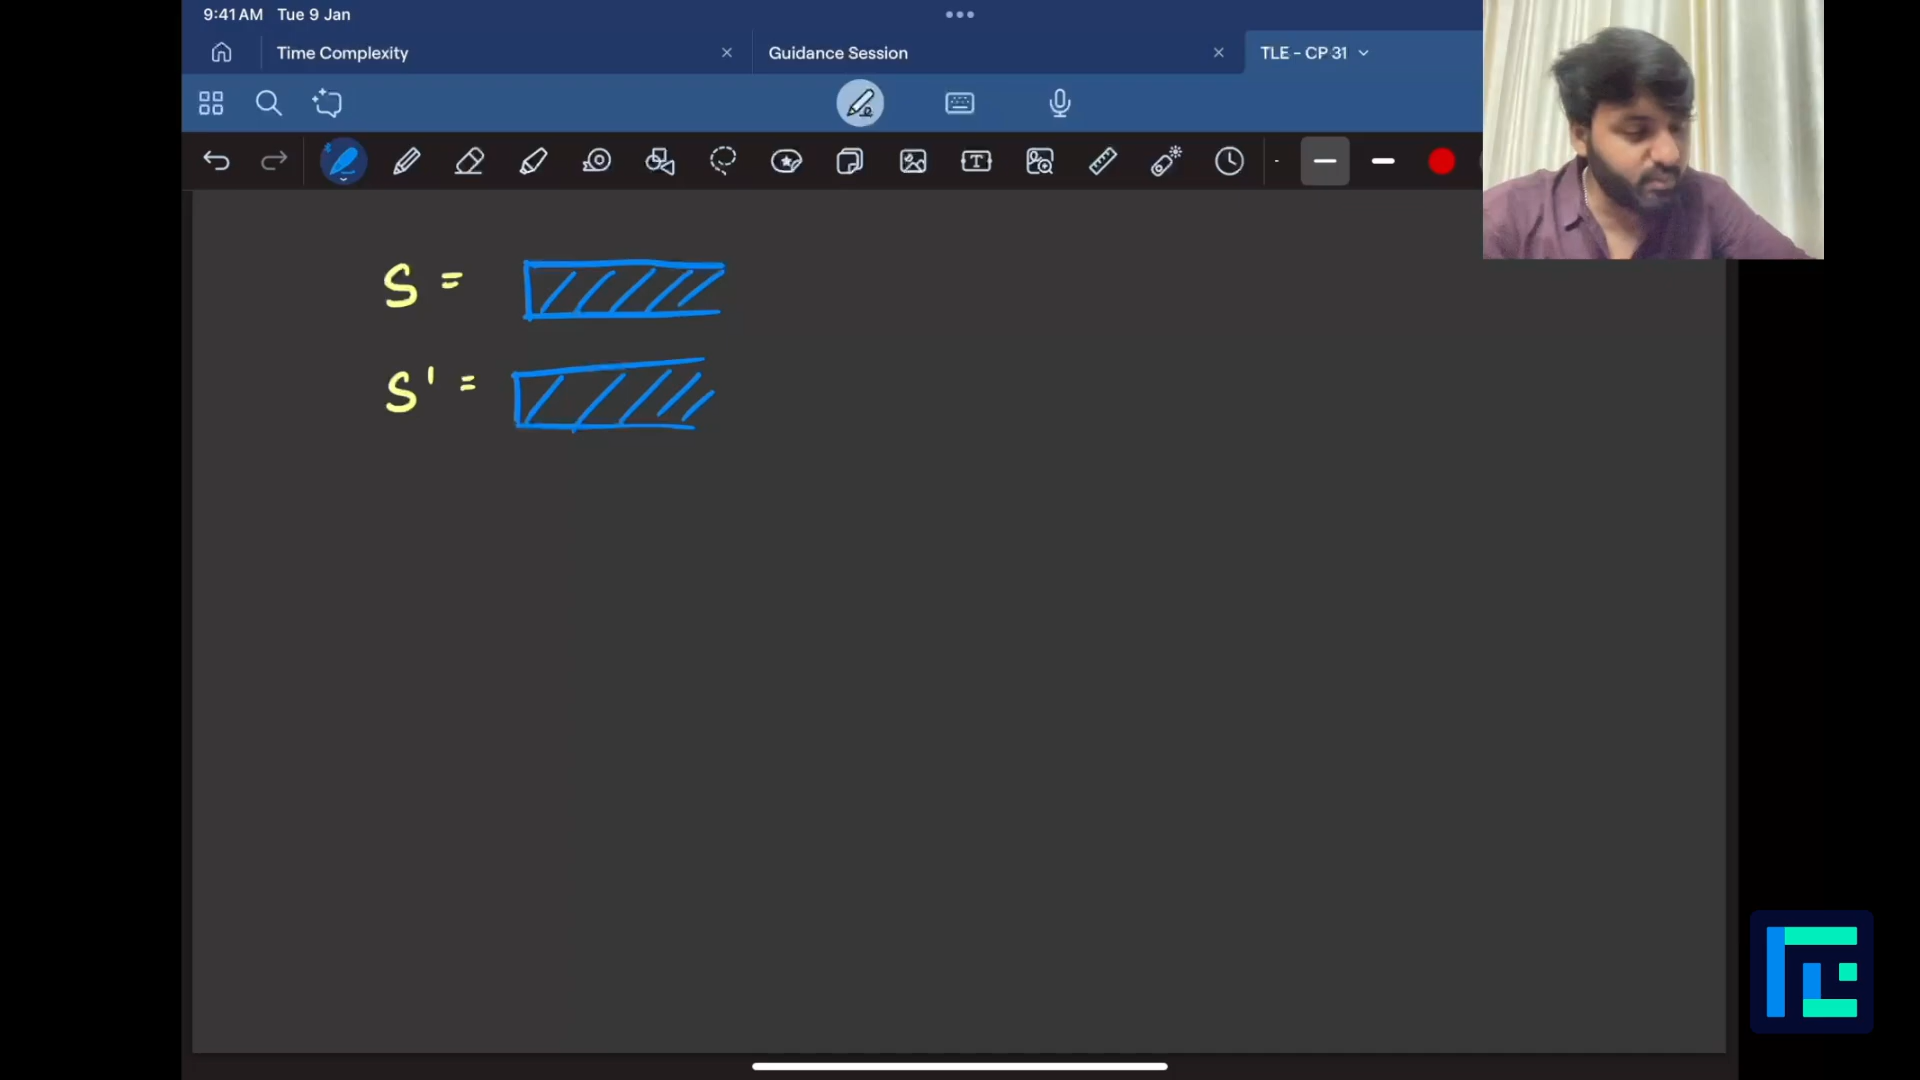 9:41 AM Tue 9 Jan
Time Complexity
Guidance Session
TLE - CP 31
S =
S' =